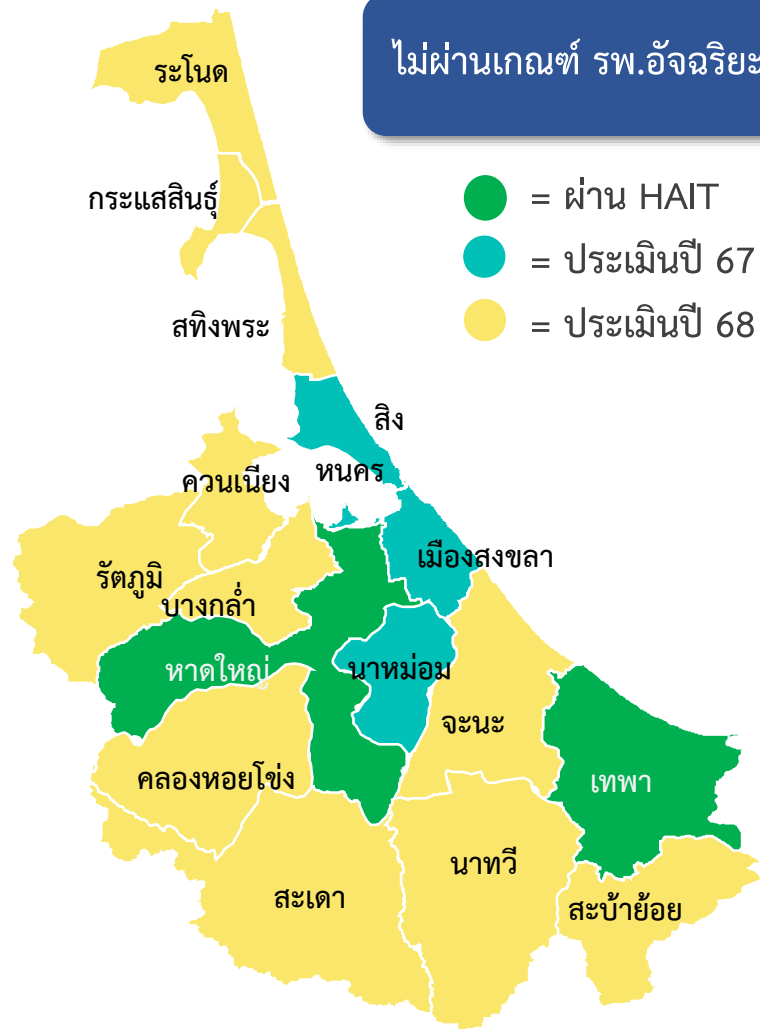 ไม่ผ่านเกณฑ์ รพ.อัจฉริยะ
= ผ่าน HAIT
= ประเมินปี 67
= ประเมินปี 68
ระโนด
กระแสสินธุ์
สทิงพระ
สิง
หนคร
ควนเนียง
เมืองสงขลา
รัตภูมิ
บางกล่ำ
หาดใหญ่
นาหม่อม
จะนะ
คลองหอยโข่ง
เทพา
นาทวี
สะเดา
สะบ้าย้อย